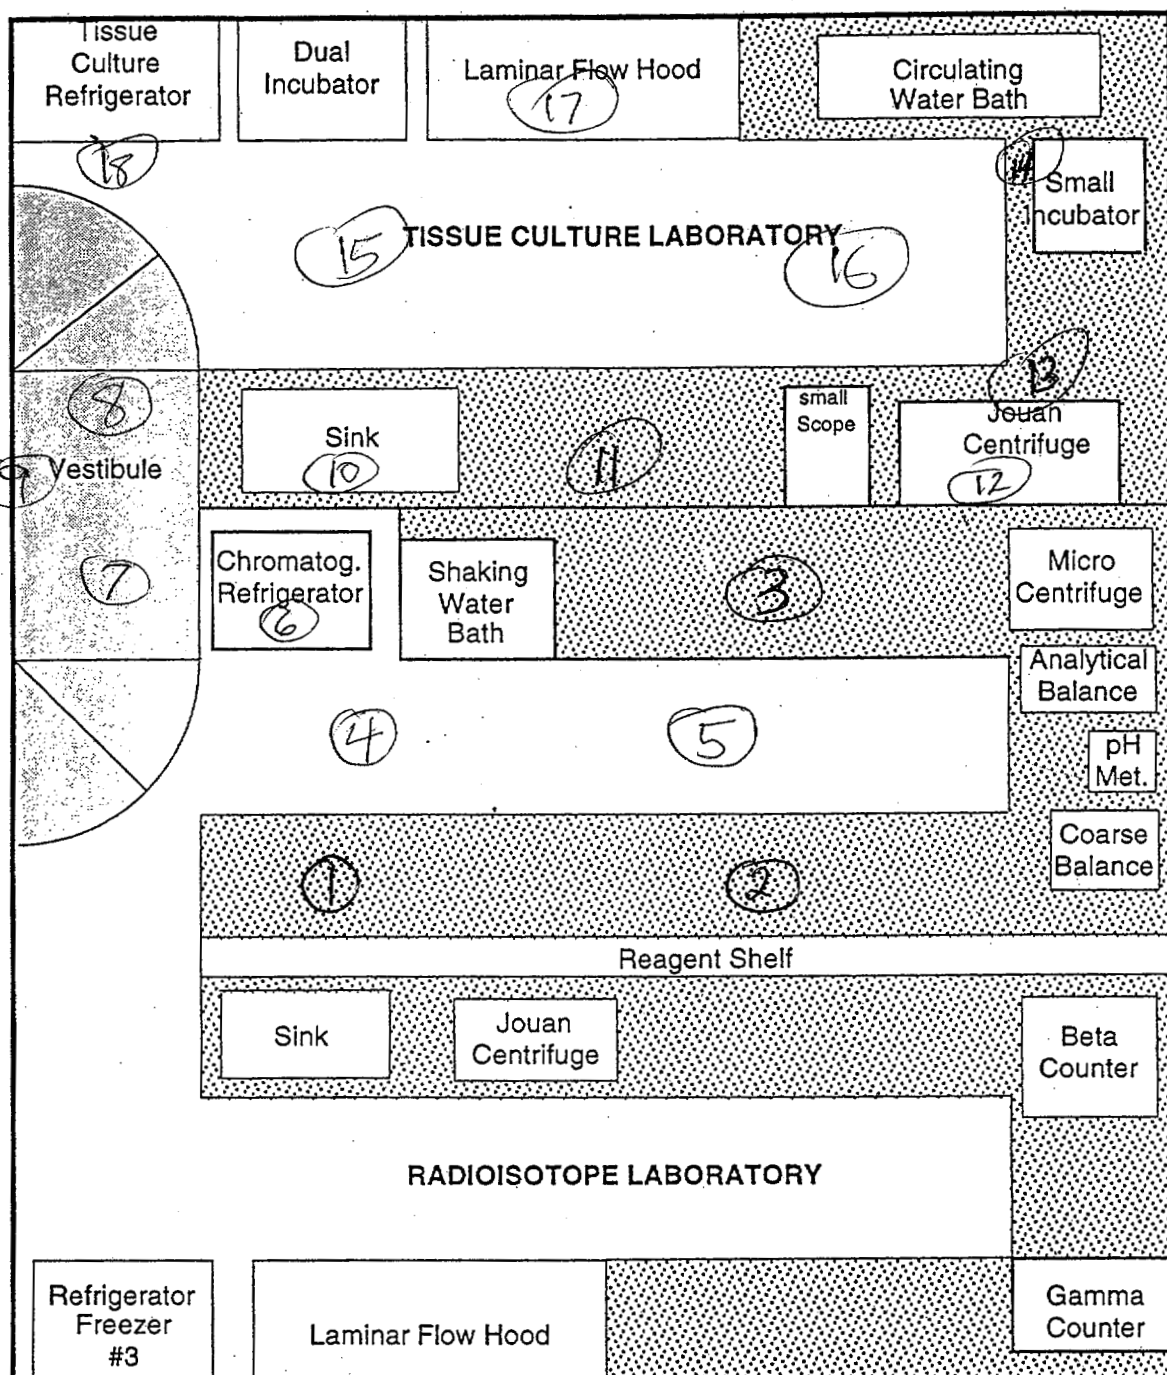 Tissue
Culture
Refrigerator
Dual
Incubator
Laminar Flow Hood
17
Circulating
Water Bath
18
14
Small
Incubator
15
TISSUE CULTURE LABORATORY
16
13
8
Sink
10
11
small
Scope
Jouan
Centrifuge
12
9
Vestibule
7
Chromatog.
Refrigerator
6
Shaking
Water
Bath
3
Micro
Centrifuge
Analytical
Balance
4
5
pH
Met.
Coarse
Balance
1
2
Reagent Shelf
Sink
Jouan
Centrifuge
Beta
Counter
RADIOISOTOPE LABORATORY
Refrigerator
Freezer
#3
Laminar Flow Hood
Gamma
Counter